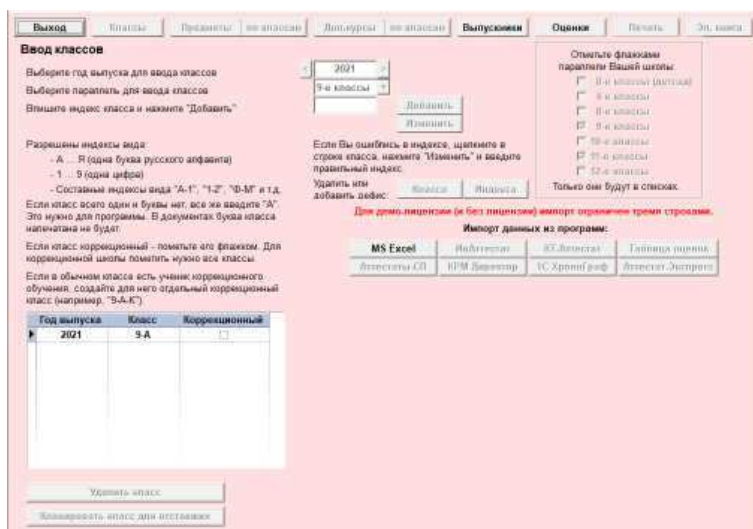 Выход Классы Предметы по классам Доп.курсы по классам Выпускники Оценки Печать Эл. книга
Ввод классов
Выберите год выпуска для ввода классов
2021
Выберите параллель для ввода классов
9-е классы
Впишите индекс класса и нажмите "Добавить"
Добавить
Изменить
Отметьте флажками
параллели Вашей школы:
9-е классы
10-е классы
11-е классы
12-е классы
Только они будут в списках.
Разрешены индексы вида:
- А ... Я (одна буква русского алфавита)
- 1 ... 9 (одна цифра)
- Составные индексы вида "А-1", "1-2", "Ф-М" и т.д.
Если класс всего один и буквы нет, все же введите "А".
Это нужно для программы. В документах буква класса
напечатана не будет.
Если класс коррекционный - пометьте его флажком. Для
коррекционной школы пометить нужно все классы.
Если в обычном классе есть ученик коррекционного
обучения, создайте для него отдельный коррекционный
класс (например, "9-А-К")
Если Вы ошиблись в индексе, щелкните в
строке класса, нажмите "Изменить" и введите
правильный индекс.
Удалить или
добавить дефис:
Класса Индекса
Для демо-лицензии (и без лицензии) импорт ограничен тремя строками.
Импорт данных из программ:
MS Excel ИнАттестат КТ.Аттестат Таблица оценок
Аттестаты-СП КРМ Директор 1С ХроноГраф Аттестат-Экспресс
Год выпуска Класс Коррекционный
2021 9-А
Удалить класс
Клонировать класс для отставших